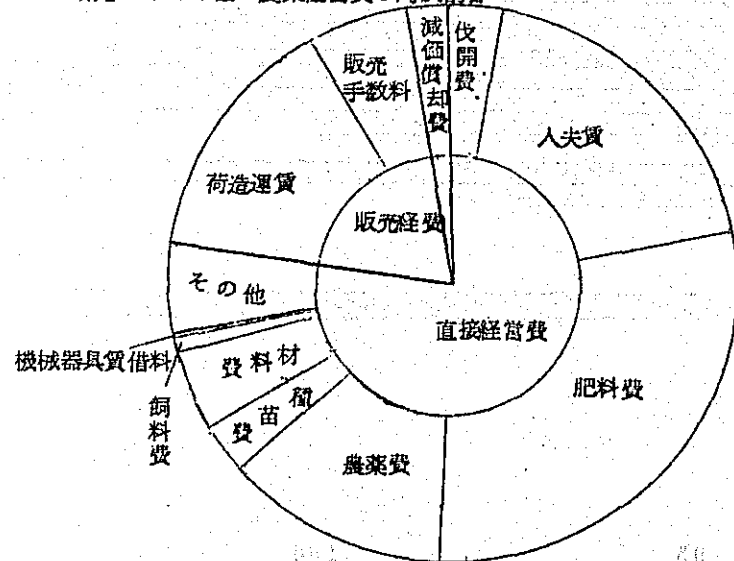 減価償却費
伐開費
人夫賃
肥料費
農薬費
種苗費
材料費
飼料費
機械器具賃借料
その他
荷造運賃
販売
手数料
販売経費
直接経営費